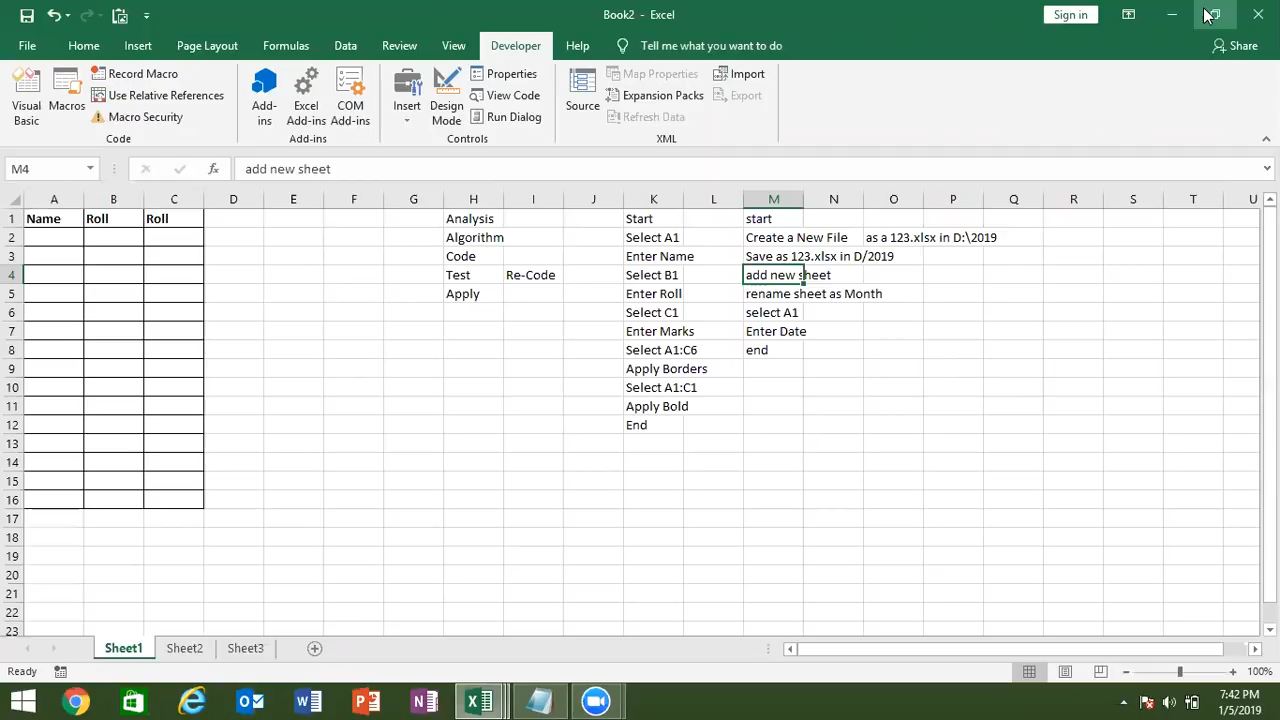 Book2 - Excel
Sign in
File Home Insert Page Layout Formulas Data Review View Developer Help Tell me what you want to do Share
Visual Basic
Macros
Record Macro
Use Relative References
Macro Security
Code
Add-ins
Excel Add-ins
COM Add-ins
Add-ins
Insert
Design Mode
Properties
View Code
Run Dialog
Controls
Source
Map Properties
Expansion Packs
Refresh Data
Import
Export
XML
M4 fx add new sheet
A B C D E F G H I J K L M N O P Q R S T U
1 Name Roll Roll Analysis Start start
2 Algorithm Select A1 Create a New File as a 123.xlsx in D:\2019
3 Code Enter Name Save as 123.xlsx in D/2019
4 Test Re-Code Select B1 add new sheet
5 Apply Enter Roll rename sheet as Month
6 Select C1 select A1
7 Enter Marks Enter Date
8 Select A1:C6 end
9 Apply Borders
10 Select A1:C1
11 Apply Bold
12 End
13
14
15
16
17
18
19
20
21
22
23
Sheet1 Sheet2 Sheet3
Ready 100%
7:42 PM
1/5/2019